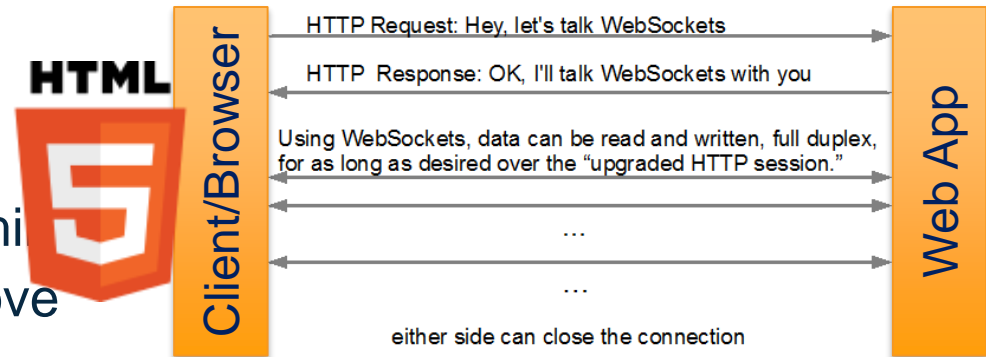 HTTP Request: Hey, let's talk WebSockets
HTML
5
HTTP Response: OK, I'll talk WebSockets with you
Client/Browser
Web App
Using WebSockets, data can be read and written, full duplex,
for as long as desired over the “upgraded HTTP session.”
...
...
either side can close the connection